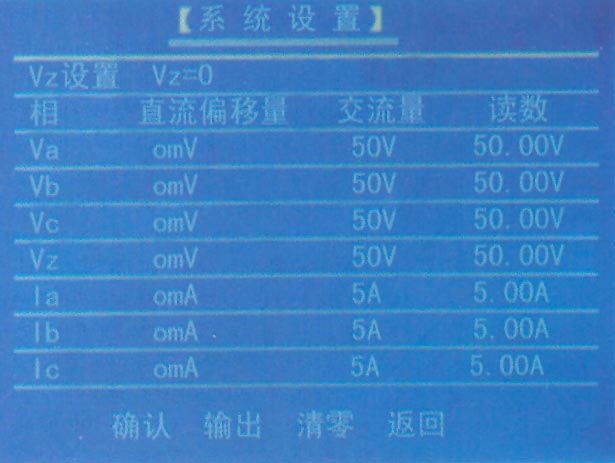 【系统设置】
Vz设置 Vz=0
相 直流偏移量 交流量 读数
Va omV 50V 50.00V
Vb omV 50V 50.00V
Vc omV 50V 50.00V
Vz omV 50V 50.00V
Ia omA 5A 5.00A
Ib omA 5A 5.00A
Ic omA 5A 5.00A
确认 输出 清零 返回